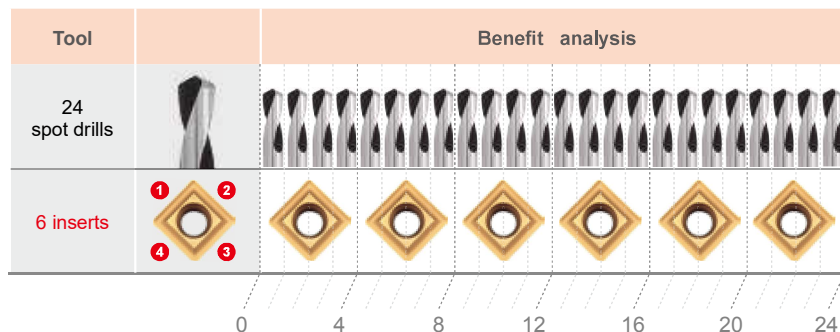 Tool Benefit analysis
24
spot drills
1 2
6 inserts
4 3
0 4 8 12 16 20 24